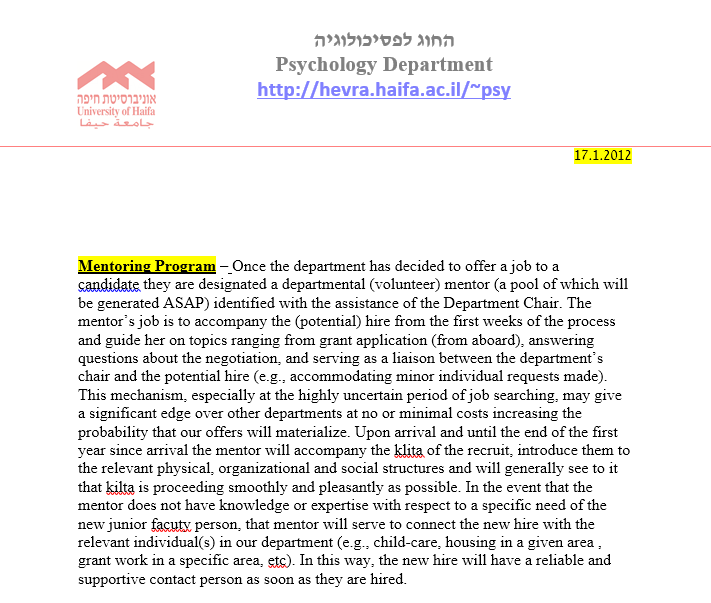 החוג לפסיכולוגיה
Psychology Department
http://hevra.haifa.ac.il/~psy
אוניברסיטת חיפה
University of Haifa
جامعة حيفا
17.1.2012
Mentoring Program – Once the department has decided to offer a job to a
candidate they are designated a departmental (volunteer) mentor (a pool of which will
be generated ASAP) identified with the assistance of the Department Chair. The
mentor's job is to accompany the (potential) hire from the first weeks of the process
and guide her on topics ranging from grant application (from aboard), answering
questions about the negotiation, and serving as a liaison between the department's
chair and the potential hire (e.g., accommodating minor individual requests made).
This mechanism, especially at the highly uncertain period of job searching, may give
a significant edge over other departments at no or minimal costs increasing the
probability that our offers will materialize. Upon arrival and until the end of the first
year since arrival the mentor will accompany the klita of the recruit, introduce them to
the relevant physical, organizational and social structures and will generally see to it
that kilta is proceeding smoothly and pleasantly as possible. In the event that the
mentor does not have knowledge or expertise with respect to a specific need of the
new junior facuty person, that mentor will serve to connect the new hire with the
relevant individual(s) in our department (e.g., child-care, housing in a given area ,
grant work in a specific area, etc). In this way, the new hire will have a reliable and
supportive contact person as soon as they are hired.